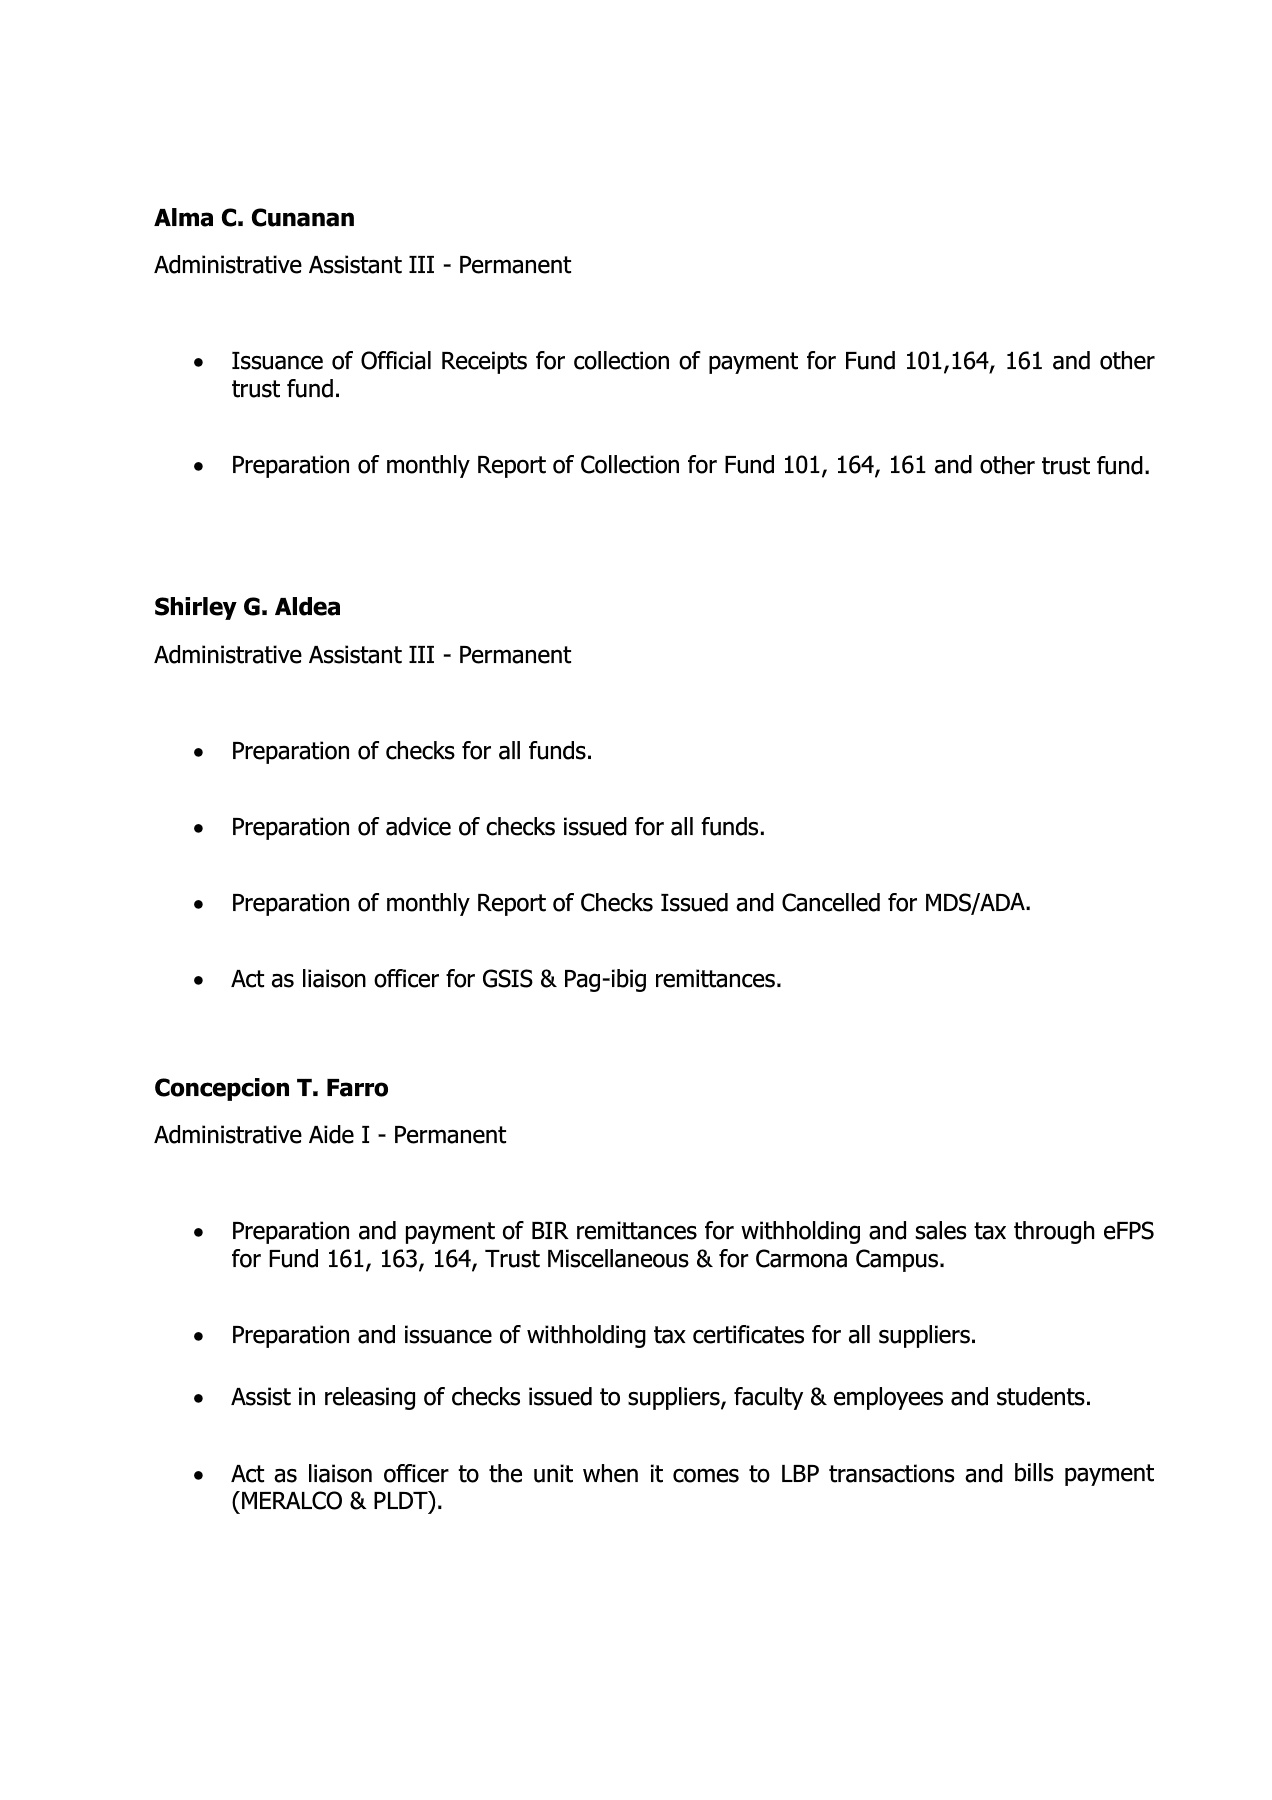 Alma C. Cunanan
Administrative Assistant III - Permanent
• Issuance of Official Receipts for collection of payment for Fund 101,164, 161 and other
trust fund.
• Preparation of monthly Report of Collection for Fund 101, 164, 161 and other trust fund.
Shirley G. Aldea
Administrative Assistant III - Permanent
• Preparation of checks for all funds.
• Preparation of advice of checks issued for all funds.
• Preparation of monthly Report of Checks Issued and Cancelled for MDS/ADA.
• Act as liaison officer for GSIS & Pag-ibig remittances.
Concepcion T. Farro
Administrative Aide I - Permanent
• Preparation and payment of BIR remittances for withholding and sales tax through eFPS
for Fund 161, 163, 164, Trust Miscellaneous & for Carmona Campus.
• Preparation and issuance of withholding tax certificates for all suppliers.
• Assist in releasing of checks issued to suppliers, faculty & employees and students.
• Act as liaison officer to the unit when it comes to LBP transactions and bills payment
(MERALCO & PLDT).